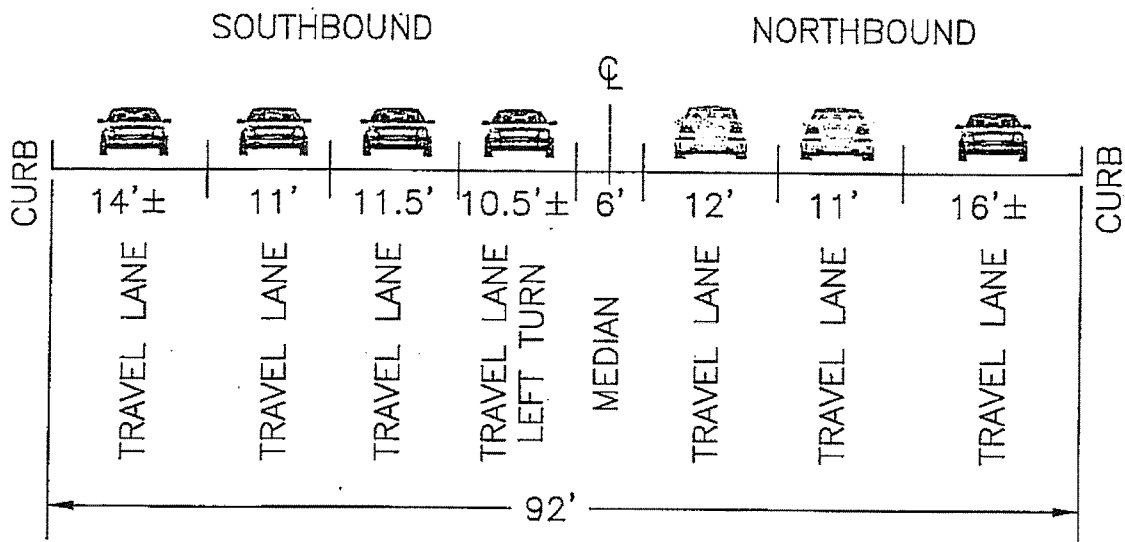 SOUTHBOUND
NORTHBOUND
℄
CURB
CURB
14'±
11'
11.5'
10.5'±
6'
12'
11'
16'±
TRAVEL LANE
TRAVEL LANE
TRAVEL LANE
TRAVEL LANE
LEFT TURN
MEDIAN
TRAVEL LANE
TRAVEL LANE
TRAVEL LANE
92'